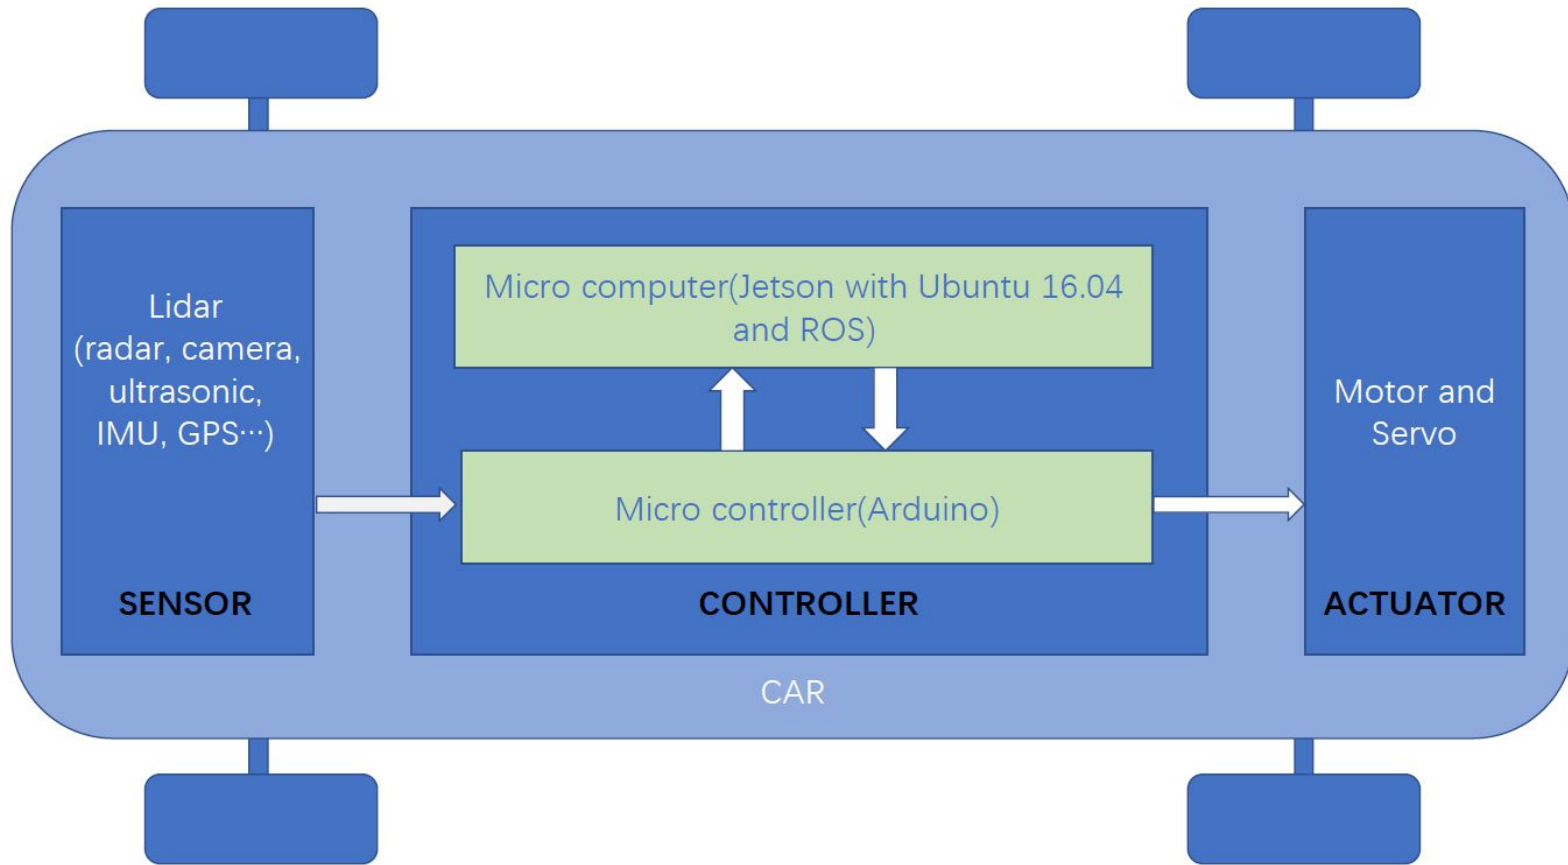 Lidar
(radar, camera,
ultrasonic,
IMU, GPS⋯)
SENSOR
Micro computer(Jetson with Ubuntu 16.04
and ROS)
Micro controller(Arduino)
CONTROLLER
Motor and
Servo
ACTUATOR
CAR